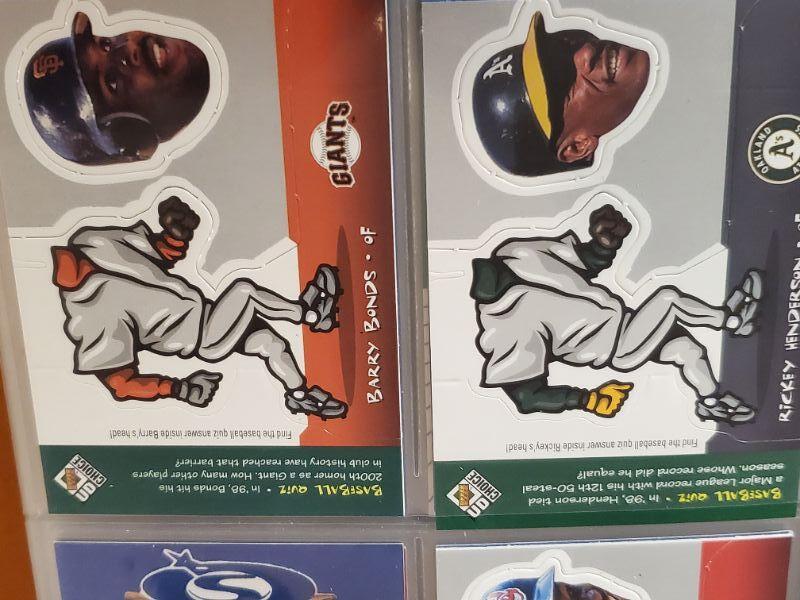 SF
GIANTS
BARRY BONDS • OF
Find the baseball quiz answer inside Barry's head!
BASEBALL QUIZ • In '98, Bonds hit his
200th homer as a Giant. How many other players
in club history have reached that barrier?
UD
CHOICE
A's
OAKLAND
A's
RICKEY HENDERSON • OF
Find the baseball quiz answer inside Rickey's head!
BASEBALL QUIZ • In '98, Henderson tied
a Major League record with his 12th 50-steal
season. Whose record did he equal?
UD
CHOICE
S